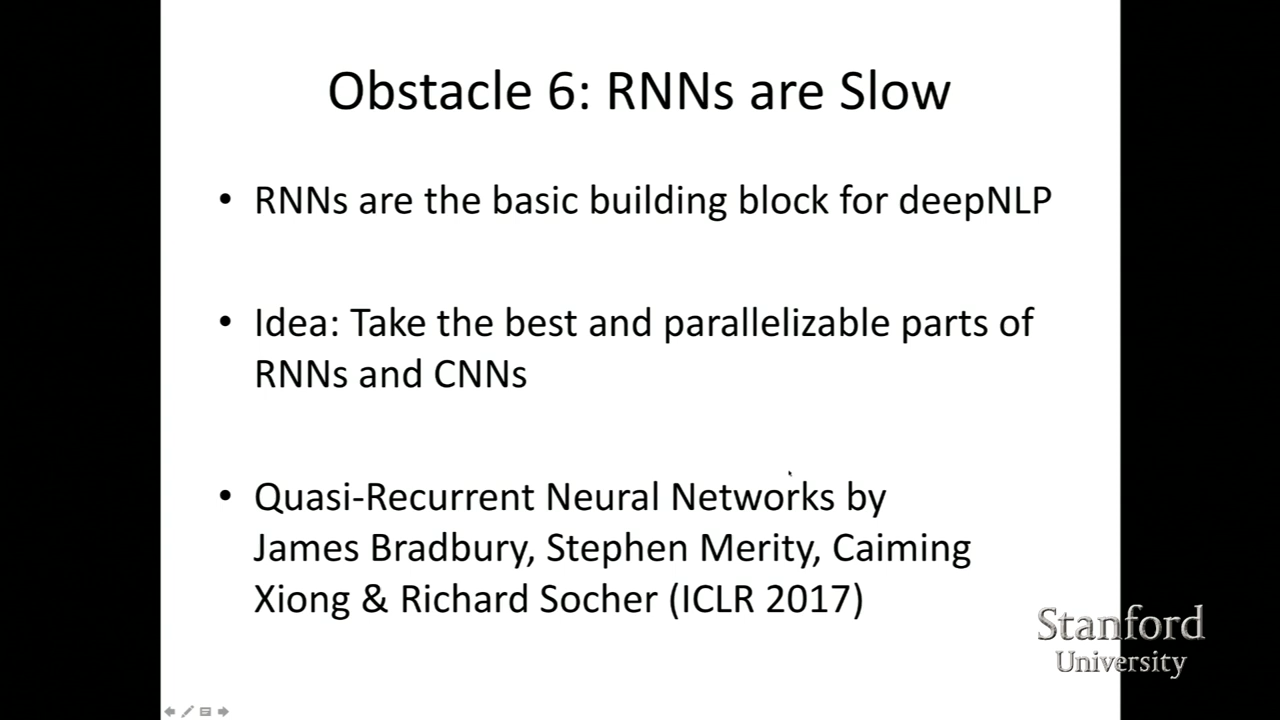 Obstacle 6: RNNs are Slow
• RNNs are the basic building block for deepNLP
• Idea: Take the best and parallelizable parts of
RNNs and CNNs
• Quasi-Recurrent Neural Networks by
James Bradbury, Stephen Merity, Caiming
Xiong & Richard Socher (ICLR 2017)
Stanford
University